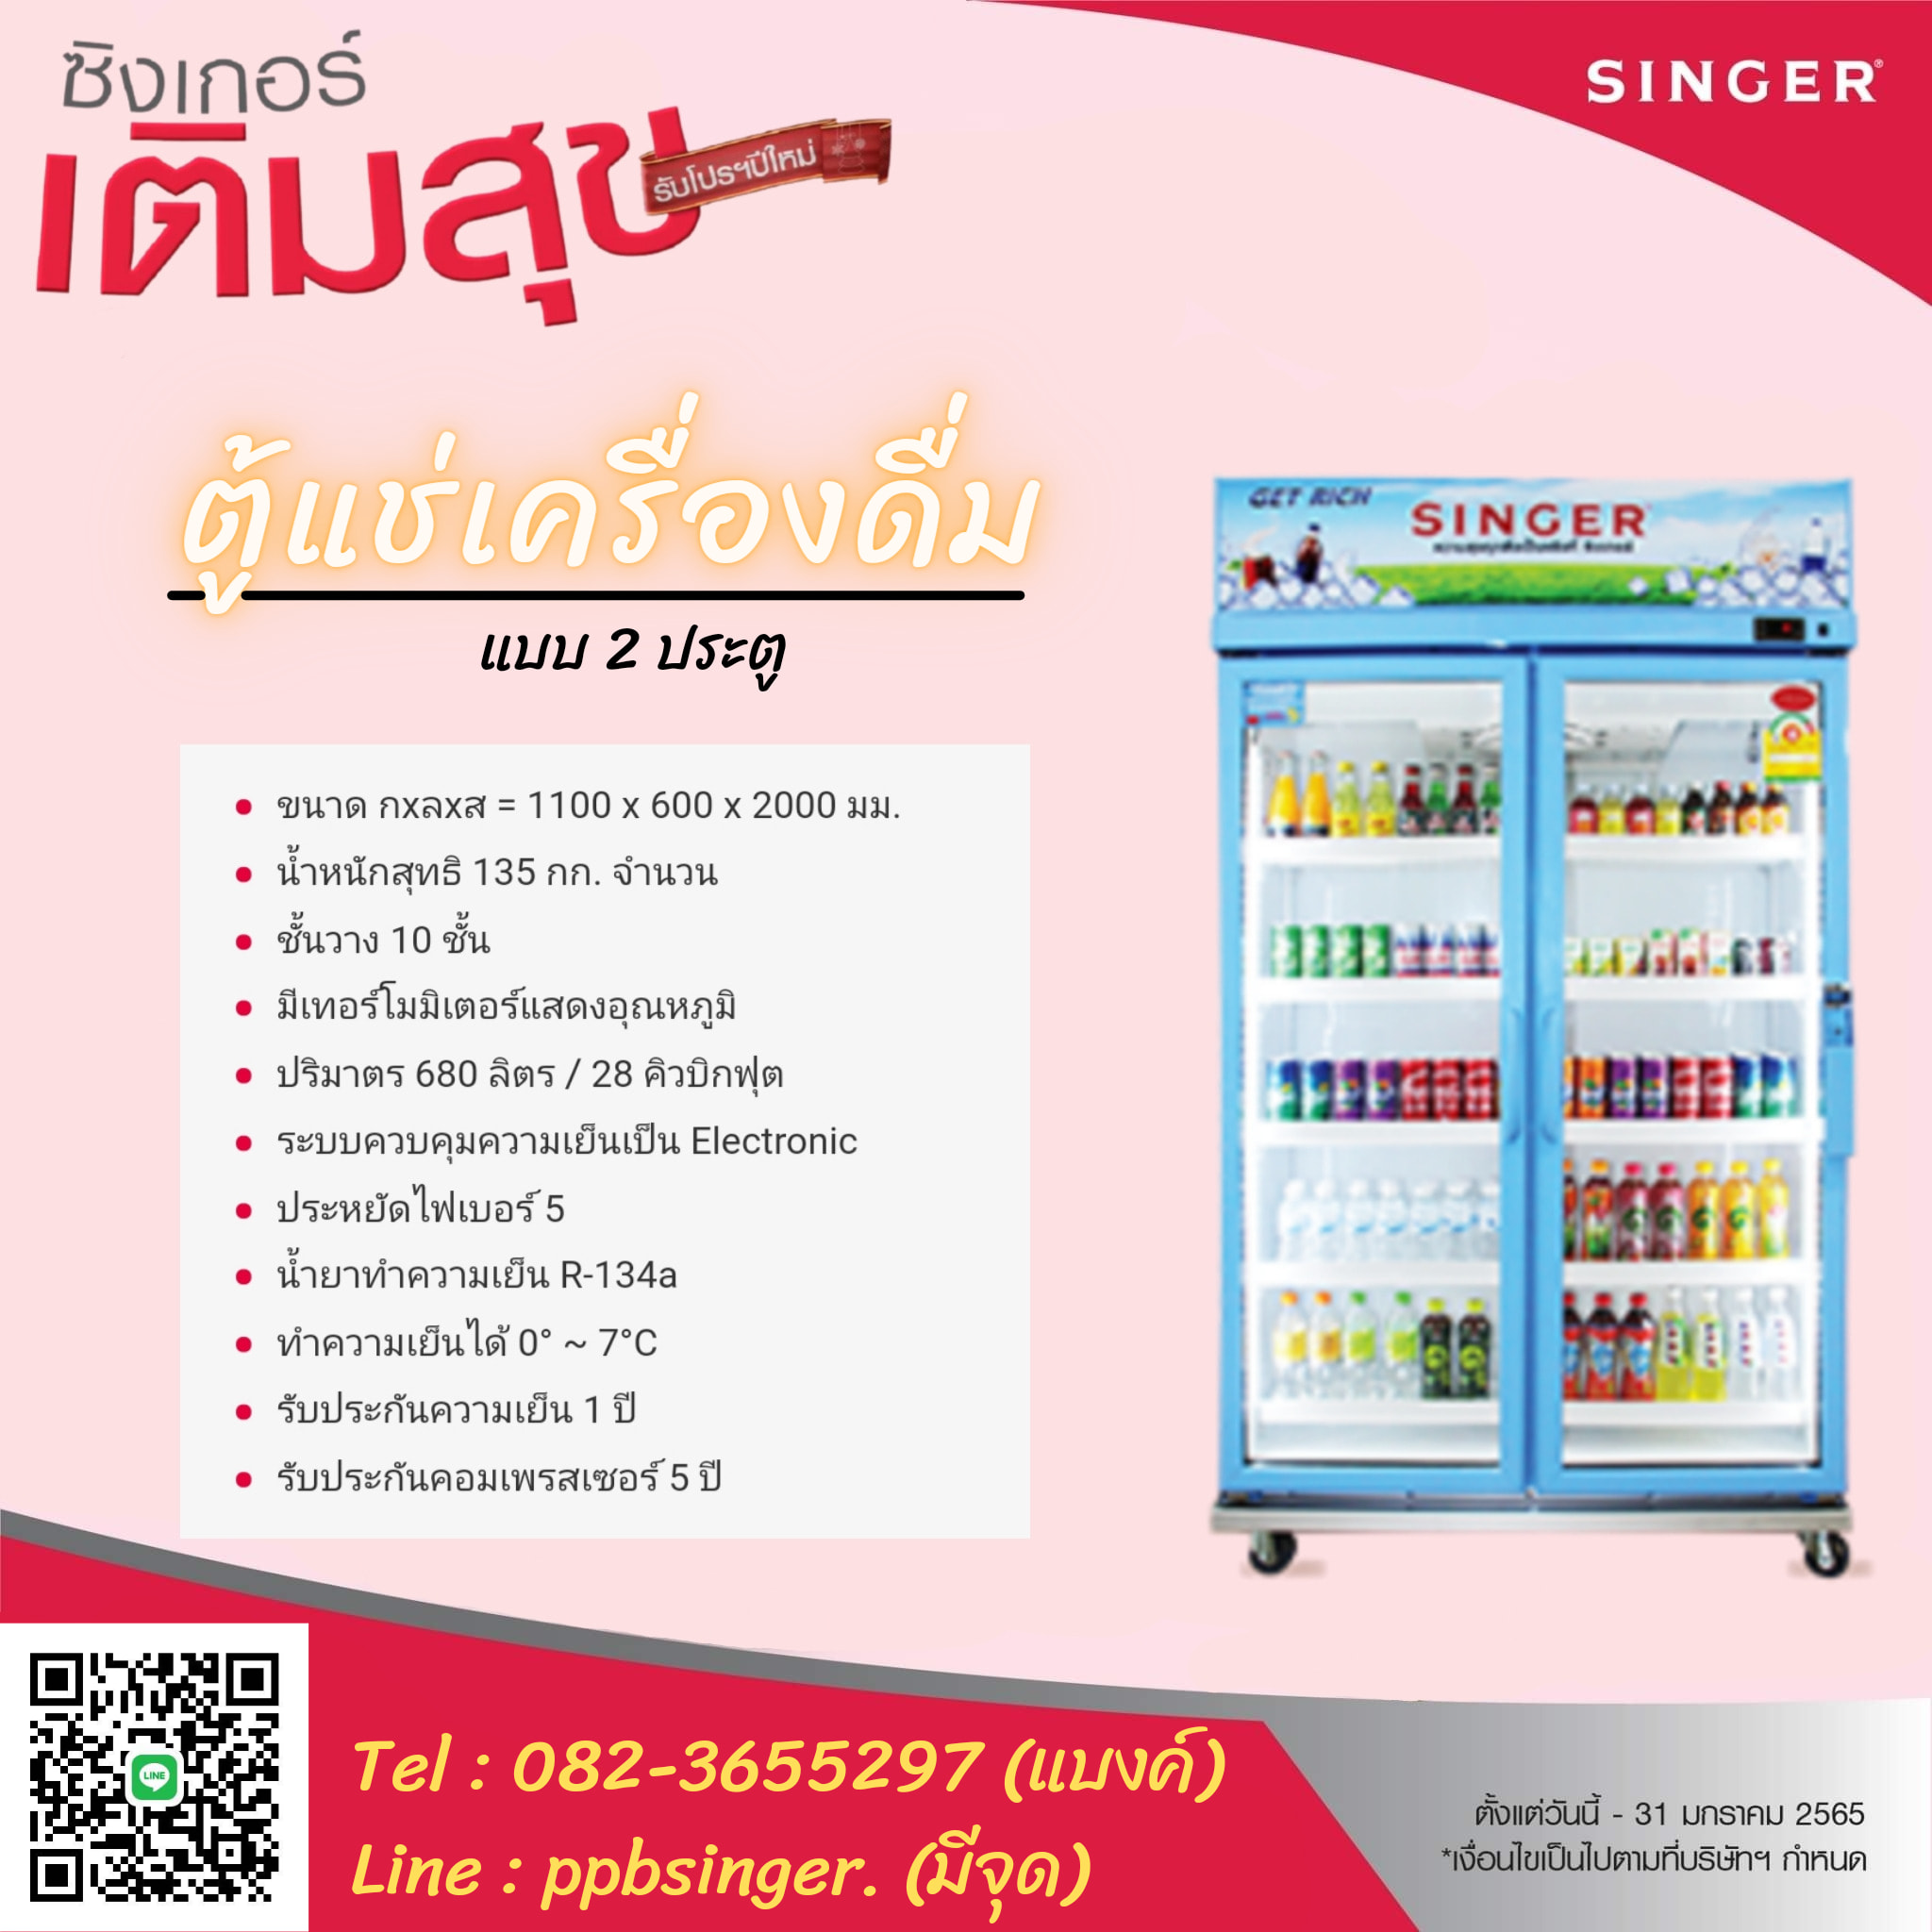 ซิงเกอร์
เติมสุข
รับโปรฯปีใหม่
SINGER®
ตู้แช่เครื่องดื่ม
แบบ 2 ประตู
GET RICH
SINGER
• ขนาด กxลxส = 1100 x 600 x 2000 มม.
• น้ำหนักสุทธิ 135 กก. จำนวน
• ชั้นวาง 10 ชั้น
• มีเทอร์โมมิเตอร์แสดงอุณหภูมิ
• ปริมาตร 680 ลิตร / 28 คิวบิกฟุต
• ระบบควบคุมความเย็นเป็น Electronic
• ประหยัดไฟเบอร์ 5
• น้ำยาทำความเย็น R-134a
• ทำความเย็นได้ 0° ~ 7°C
• รับประกันความเย็น 1 ปี
• รับประกันคอมเพรสเซอร์ 5 ปี
LINE
Tel : 082-3655297 (แบงค์)
Line : ppbsinger. (มีจุด)
ตั้งแต่วันนี้ - 31 มกราคม 2565
*เงื่อนไขเป็นไปตามที่บริษัทฯ กำหนด